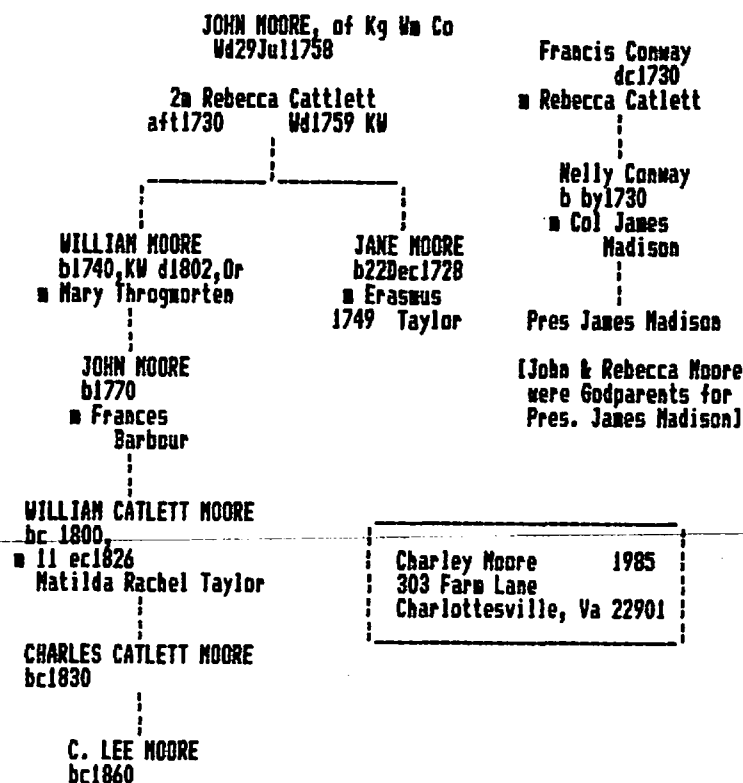 JOHN MOORE, of Kg Wm Co
Wd29Jul1758
2m Rebecca Cattlett
aft1730 Wd1759 KW
WILLIAM MOORE
b1740,KW d1802,Or
m Mary Throgmorten
JANE MOORE
b22Dec1728
m Erasmus
1749 Taylor
JOHN MOORE
b1770
m Frances
Barbour
WILLIAM CATLETT MOORE
bc 1800,
m 11 ec1826
Matilda Rachel Taylor
CHARLES CATLETT MOORE
bc1830
C. LEE MOORE
bc1860
Francis Conway
dc1730
m Rebecca Catlett
Nelly Conway
b by1730
m Col James
Madison
Pres James Madison
[John & Rebecca Moore
were Godparents for
Pres. James Madison]
Charley Moore 1985
303 Farm Lane
Charlottesville, Va 22901